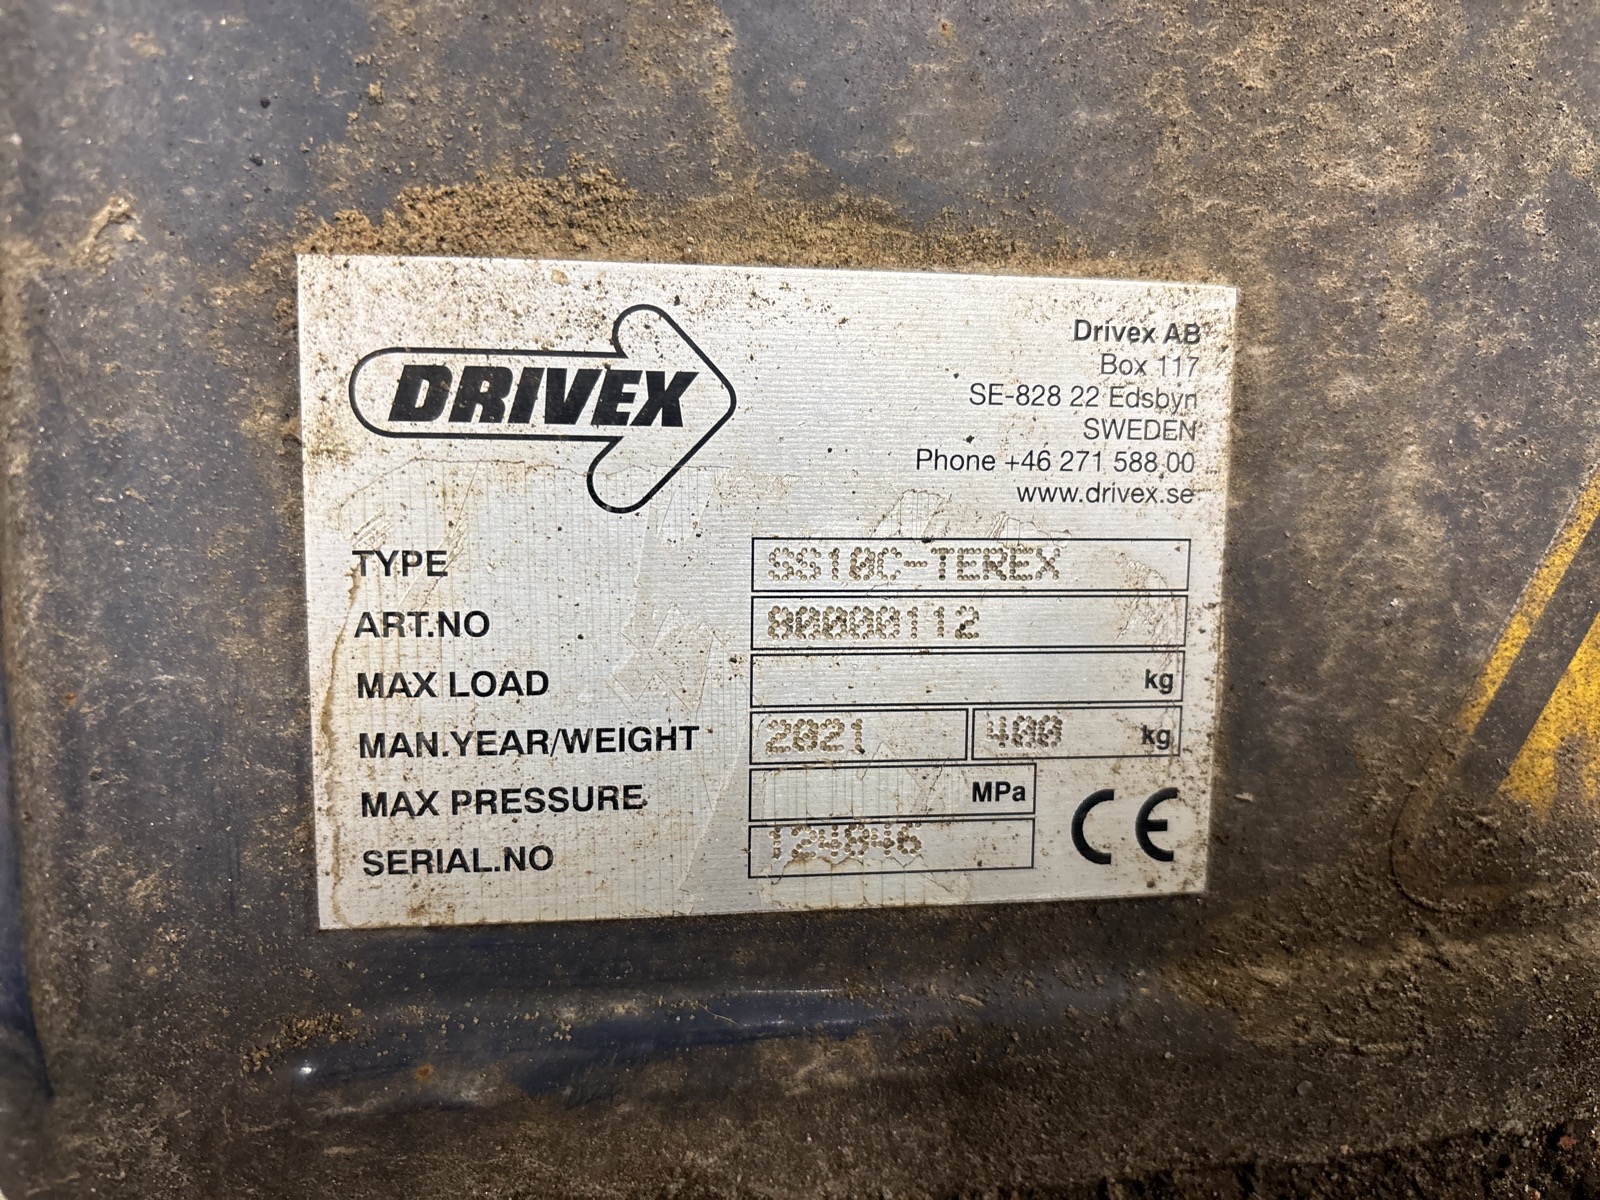 DRIVEX
Drivex AB
Box 117
SE-828 22 Edsbyn
SWEDEN
Phone +46 271 588 00
www.drivex.se
TYPE SS10C-TEREX
ART.NO 80000112
MAX LOAD kg
MAN.YEAR/WEIGHT 2021 400 kg
MAX PRESSURE MPa
SERIAL.NO 124846
CE